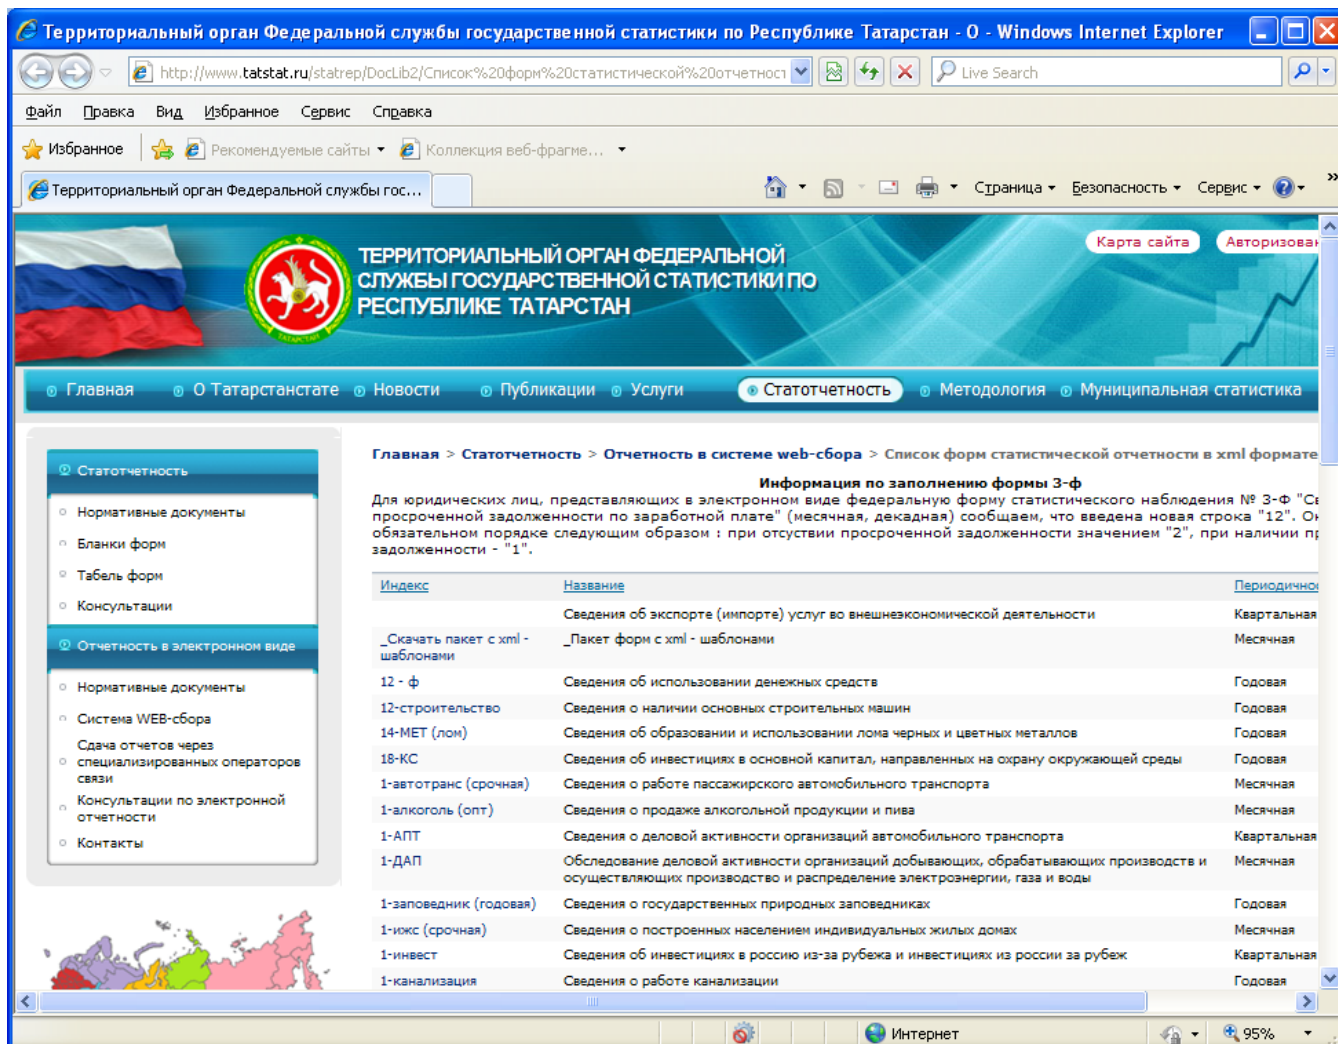 Территориальный орган Федеральной службы государственной статистики по Республике Татарстан - О - Windows Internet Explorer
http://www.tatstat.ru/statrep/DocLib2/Список%20форм%20статистической%20отчетност
Live Search
Файл Правка Вид Избранное Сервис Справка
Избранное Рекомендуемые сайты Коллекция веб-фрагме...
Территориальный орган Федеральной службы гос...
Страница Безопасность Сервис
ТЕРРИТОРИАЛЬНЫЙ ОРГАН ФЕДЕРАЛЬНОЙ
СЛУЖБЫ ГОСУДАРСТВЕННОЙ СТАТИСТИКИ ПО
РЕСПУБЛИКЕ ТАТАРСТАН
ТАТАРСТАН
Карта сайта Авторизован
Главная О Татарстанстате Новости Публикации Услуги Статотчетность Методология Муниципальная статистика
Статотчетность
Нормативные документы
Бланки форм
Табель форм
Консультации
Отчетность в электронном виде
Нормативные документы
Система WEB-сбора
Сдача отчетов через
специализированных операторов
связи
Консультации по электронной
отчетности
Контакты
Главная > Статотчетность > Отчетность в системе web-сбора > Список форм статистической отчетности в xml формате
Информация по заполнению формы 3-ф
Для юридических лиц, представляющих в электронном виде федеральную форму статистического наблюдения № 3-Ф "Св
просроченной задолженности по заработной плате" (месячная, декадная) сообщаем, что введена новая строка "12". Он
обязательном порядке следующим образом : при отсуствии просроченной задолженности значением "2", при наличии пр
задолженности - "1".
Индекс Название Периодичнос
Сведения об экспорте (импорте) услуг во внешнеэкономической деятельности Квартальная
_Скачать пакет с xml - _Пакет форм с xml - шаблонами Месячная
шаблонами
12 - ф Сведения об использовании денежных средств Годовая
12-строительство Сведения о наличии основных строительных машин Годовая
14-МЕТ (лом) Сведения об образовании и использовании лома черных и цветных металлов Годовая
18-КС Сведения об инвестициях в основной капитал, направленных на охрану окружающей среды Годовая
1-автотранс (срочная) Сведения о работе пассажирского автомобильного транспорта Месячная
1-алкоголь (опт) Сведения о продаже алкогольной продукции и пива Месячная
1-АПТ Сведения о деловой активности организаций автомобильного транспорта Квартальная
1-ДАП Обследование деловой активности организаций добывающих, обрабатывающих производств и Месячная
осуществляющих производство и распределение электроэнергии, газа и воды
1-заповедник (годовая) Сведения о государственных природных заповедниках Годовая
1-ижс (срочная) Сведения о построенных населением индивидуальных жилых домах Месячная
1-инвест Сведения об инвестициях в россию из-за рубежа и инвестициях из россии за рубеж Квартальная
1-канализация Сведения о работе канализации Годовая
Интернет 95%